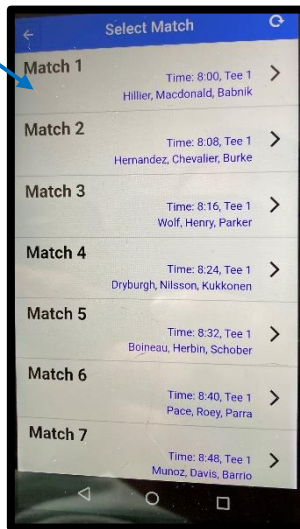 Select Match
Match 1
Time: 8:00, Tee 1
Hillier, Macdonald, Babnik
Match 2
Time: 8:08, Tee 1
Hernandez, Chevalier, Burke
Match 3
Time: 8:16, Tee 1
Wolf, Henry, Parker
Match 4
Time: 8:24, Tee 1
Dryburgh, Nilsson, Kukkonen
Match 5
Time: 8:32, Tee 1
Boineau, Herbin, Schober
Match 6
Time: 8:40, Tee 1
Pace, Roey, Parra
Match 7
Time: 8:48, Tee 1
Munoz, Davis, Barrio